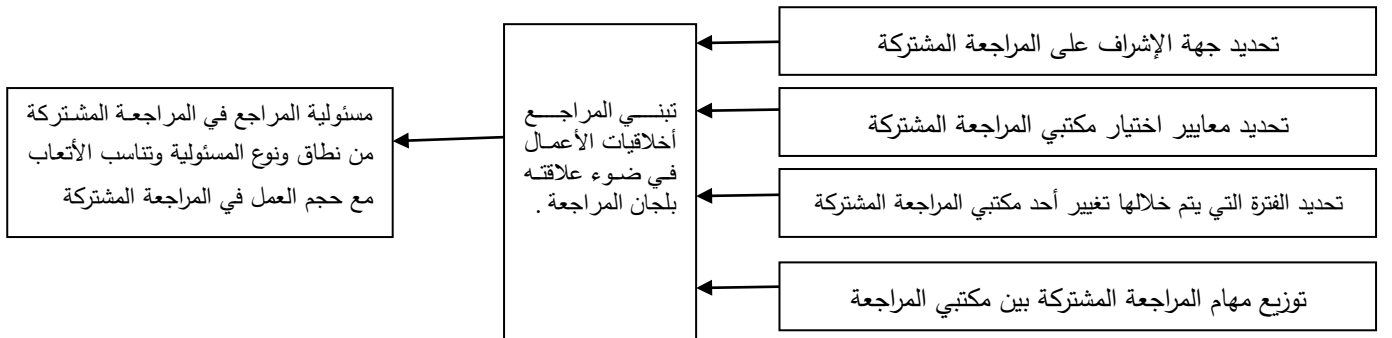 تحديد جهة الإشراف على المراجعة المشتركة
تحديد معايير اختيار مكتبي المراجعة المشتركة
تحديد الفترة التي يتم خلالها تغيير أحد مكتبي المراجعة المشتركة
توزيع مهام المراجعة المشتركة بين مكتبي المراجعة
تبنـــي المراجـــع
أخلاقيات الأعمـال
فـي ضـوء علاقتـه
بلجان المراجعة .
مسئولية المراجع في المراجعـة المشـتركة
من نطاق ونوع المسئولية وتتاسب الأتعاب
مع حجم العمل في المراجعة المشتركة